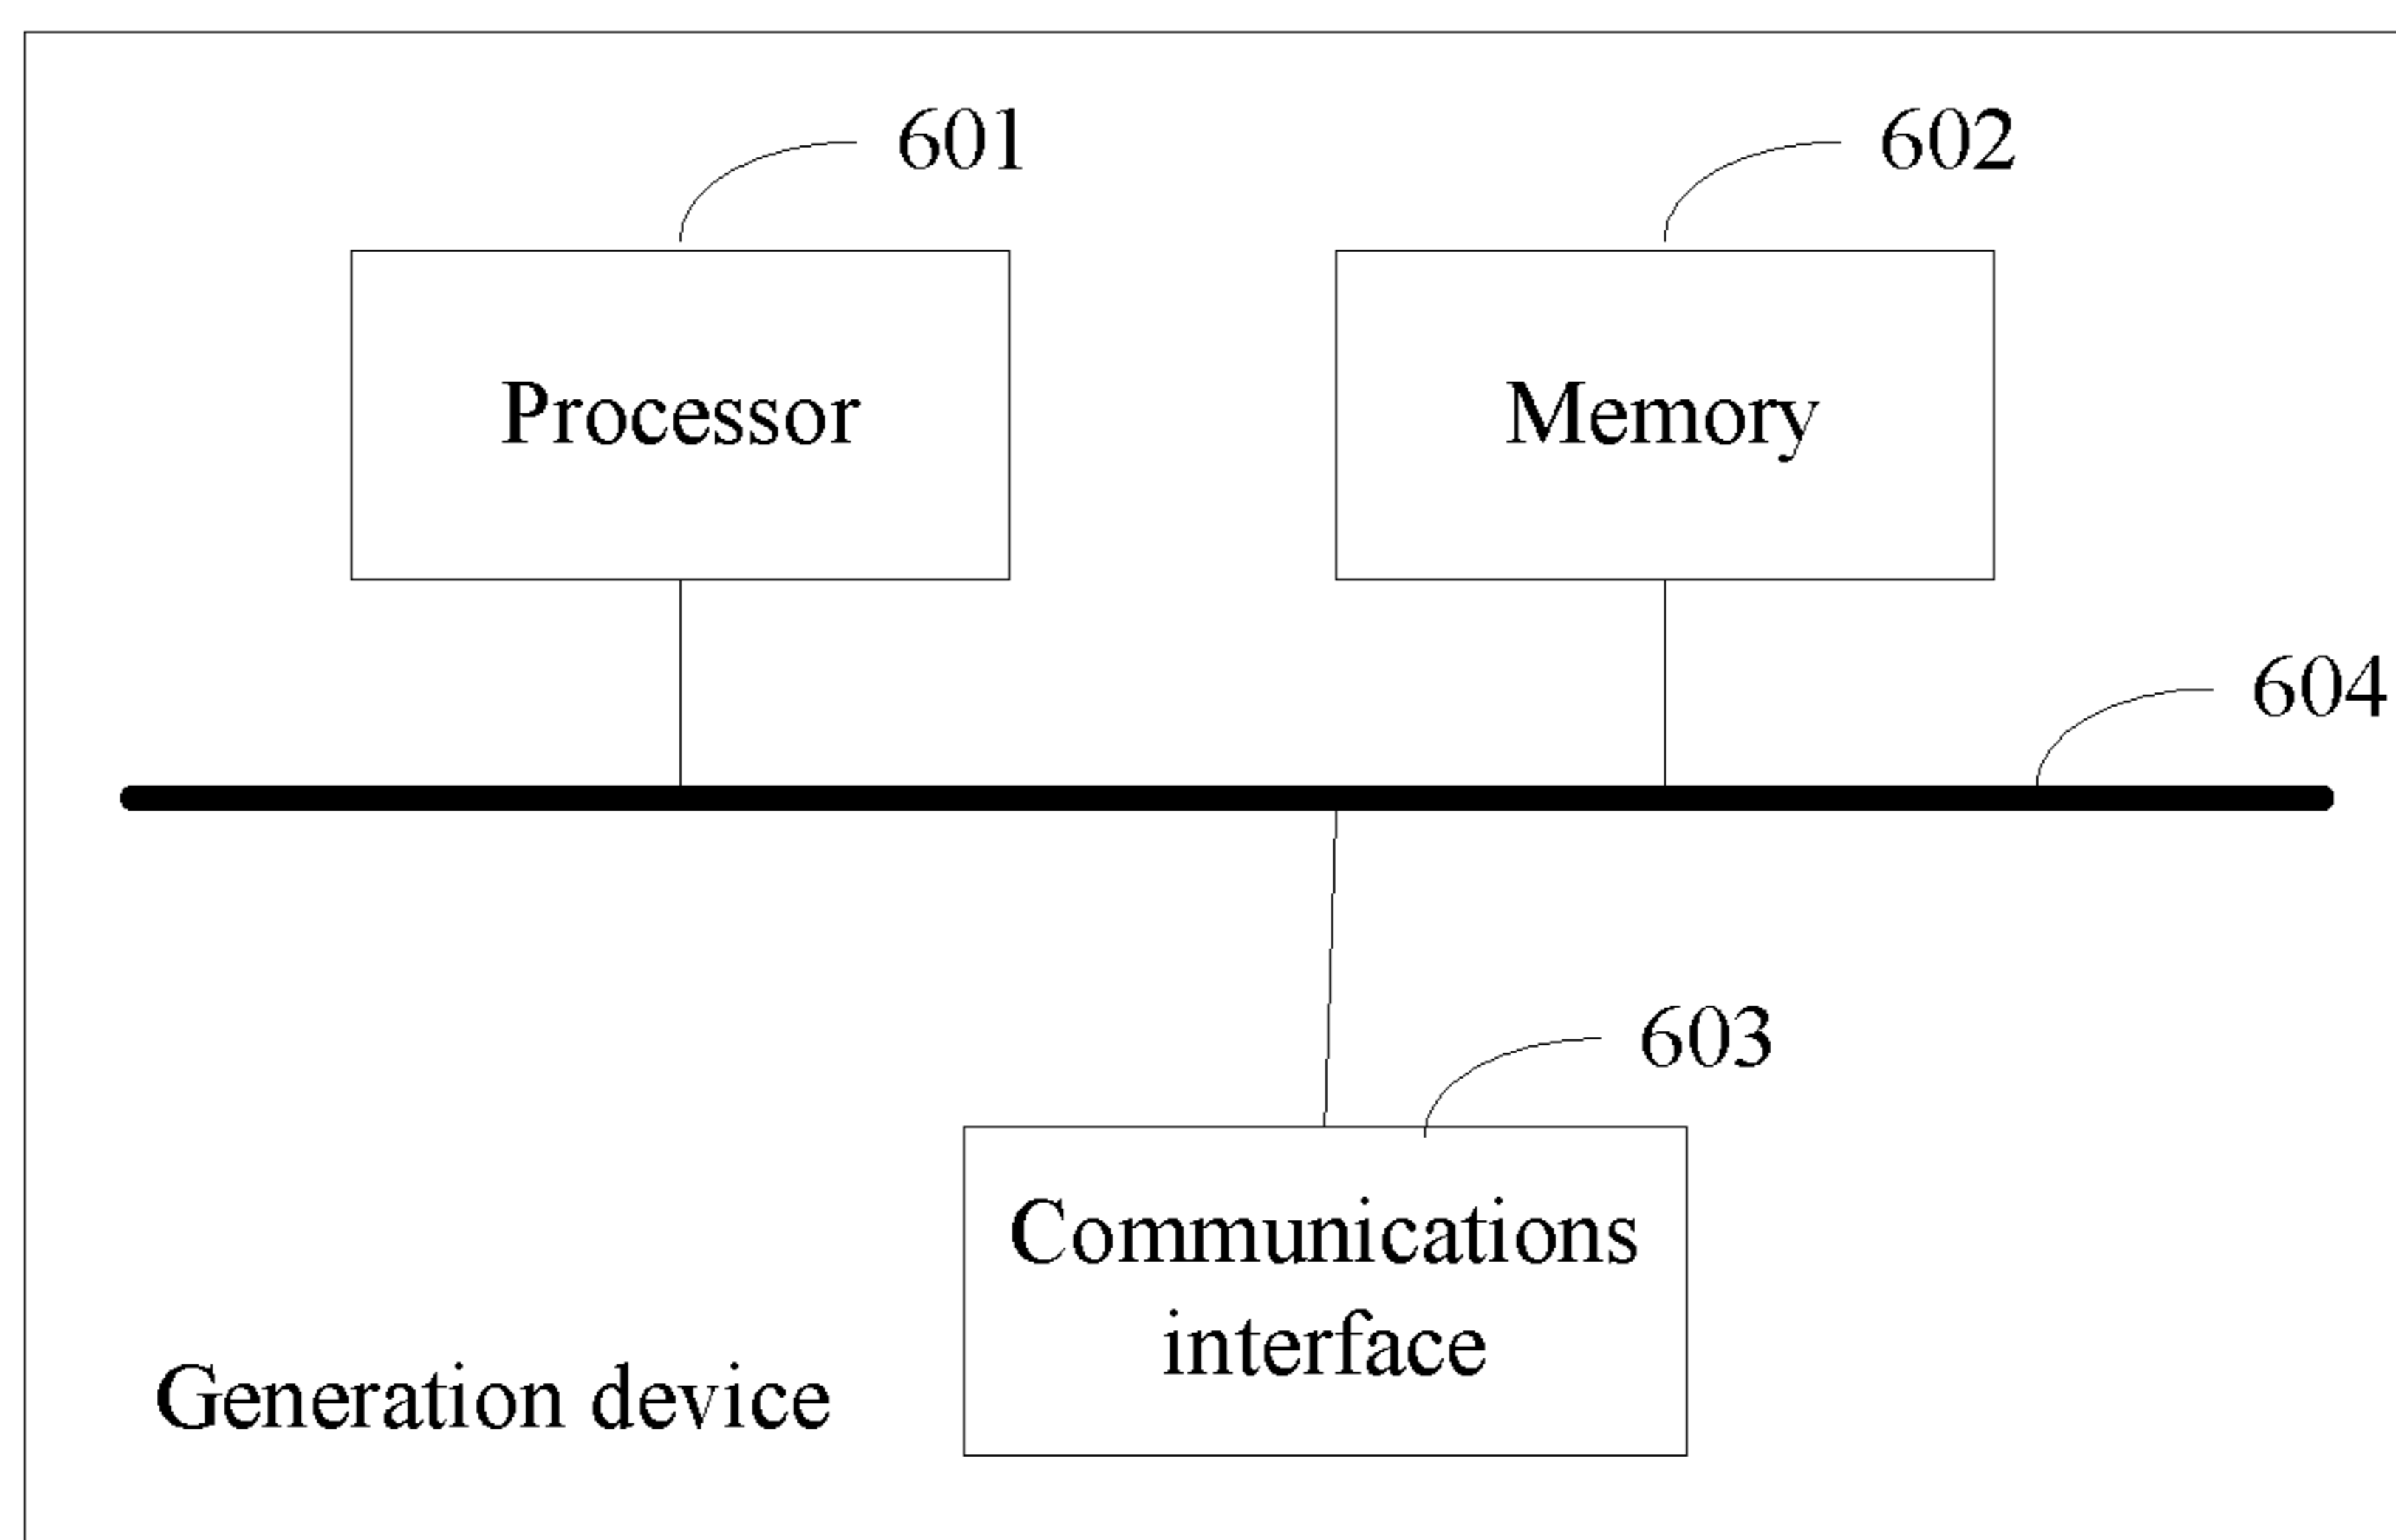 601
602
Processor
Memory
604
603
Communications
interface
Generation device